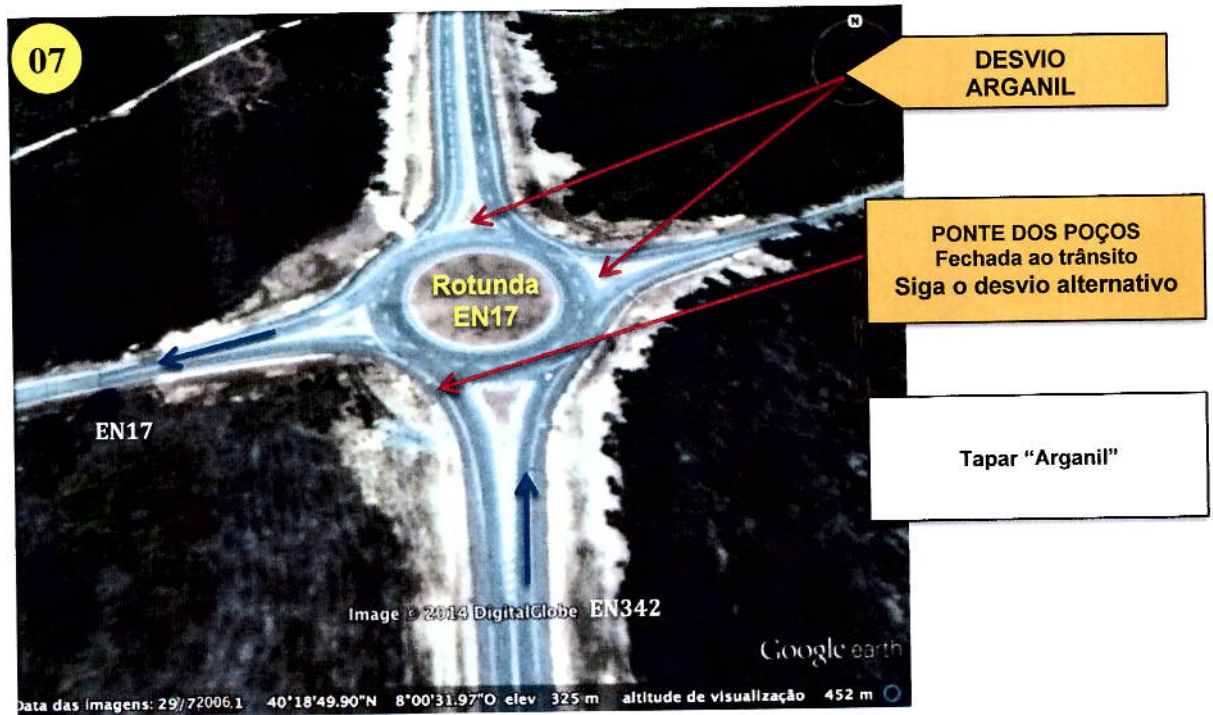 07
N
DESVIO
ARGANIL
PONTE DOS POÇOS
Fechada ao trânsito
Siga o desvio alternativo
Rotunda
EN17
EN17
Tapar “Arganil”
Image © 2014 DigitalGlobe
EN342
Google earth
Data das imagens: 29/72006.1 40°18'49.90"N 8°00'31.97"O elev 325 m altitude de visualização 452 m